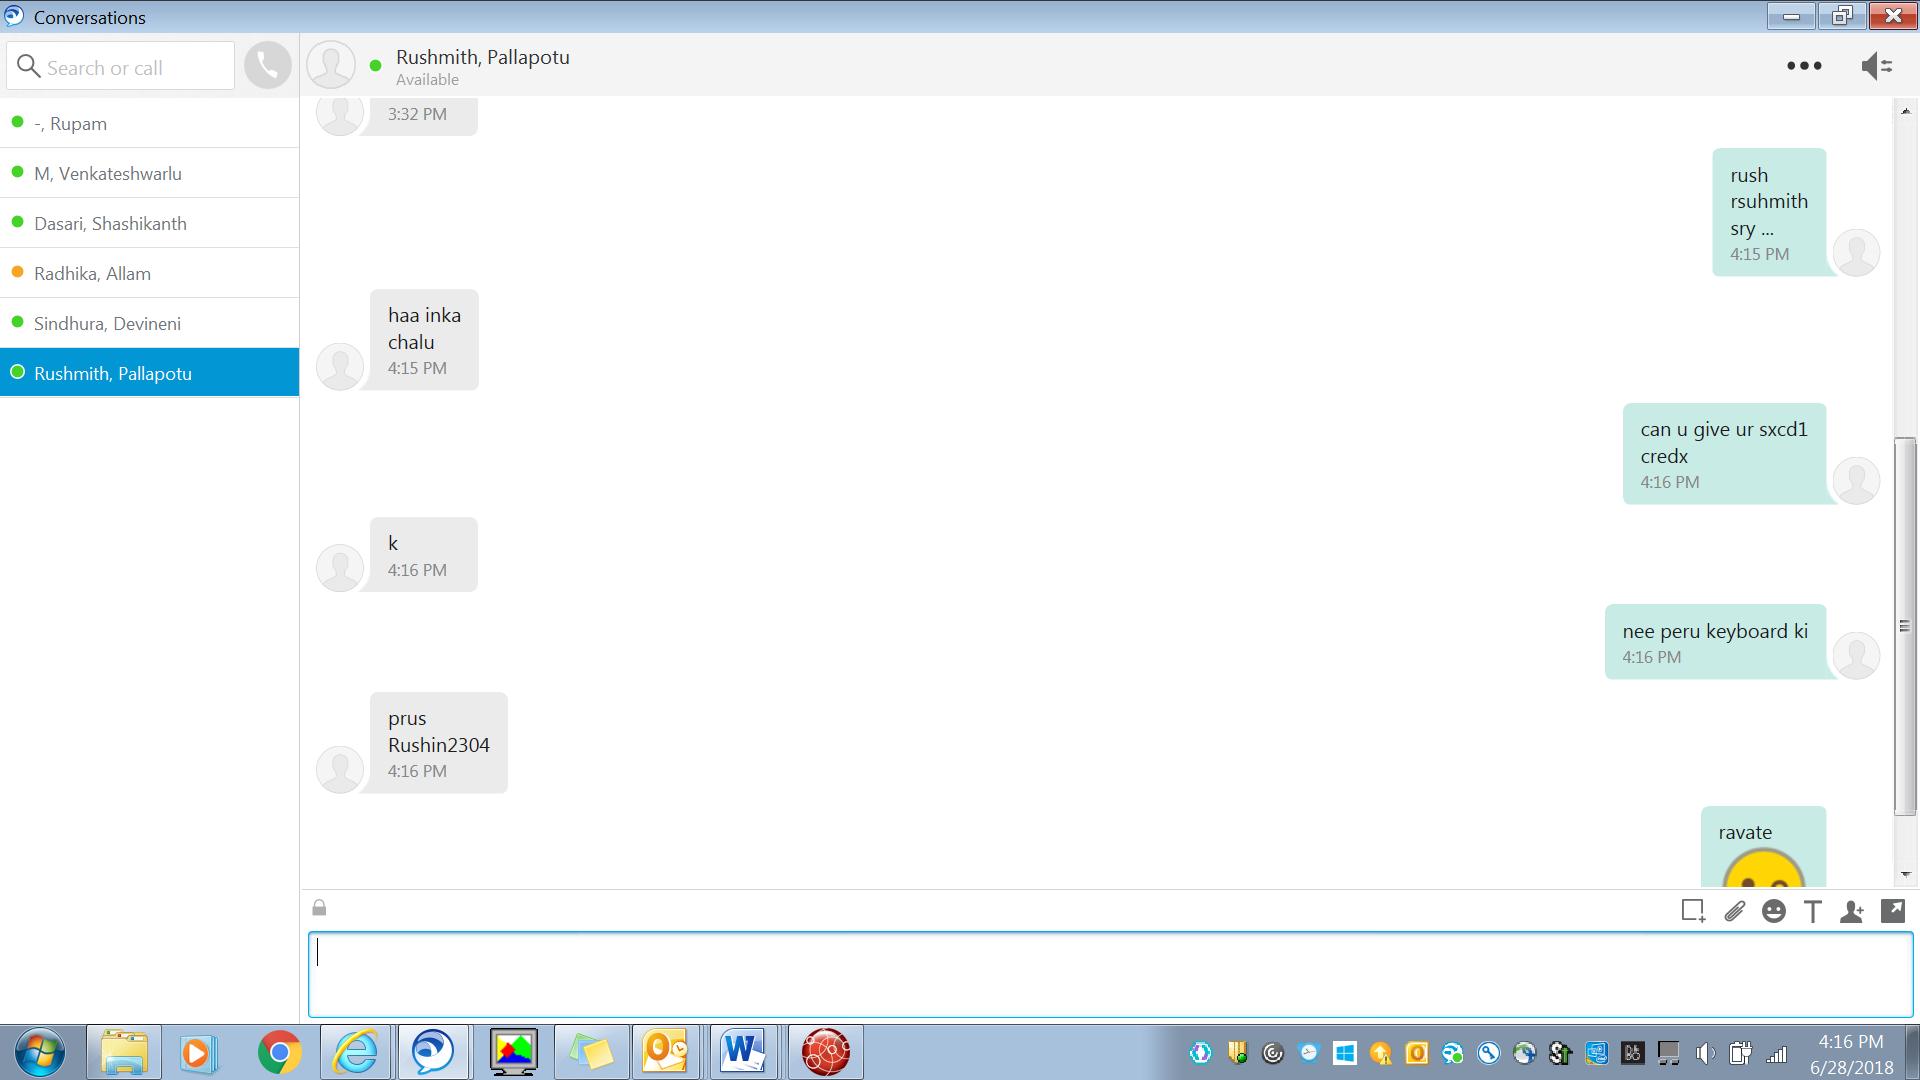 Conversations
Search or call
-, Rupam
M, Venkateshwarlu
Dasari, Shashikanth
Radhika, Allam
Sindhura, Devineni
Rushmith, Pallapotu
Rushmith, Pallapotu
Available
3:32 PM
rush
rsuhmith
sry ...
4:15 PM
haa inka
chalu
4:15 PM
can u give ur sxcd1
credx
4:16 PM
k
4:16 PM
nee peru keyboard ki
4:16 PM
prus
Rushin2304
4:16 PM
ravate
4:16 PM
6/28/2018